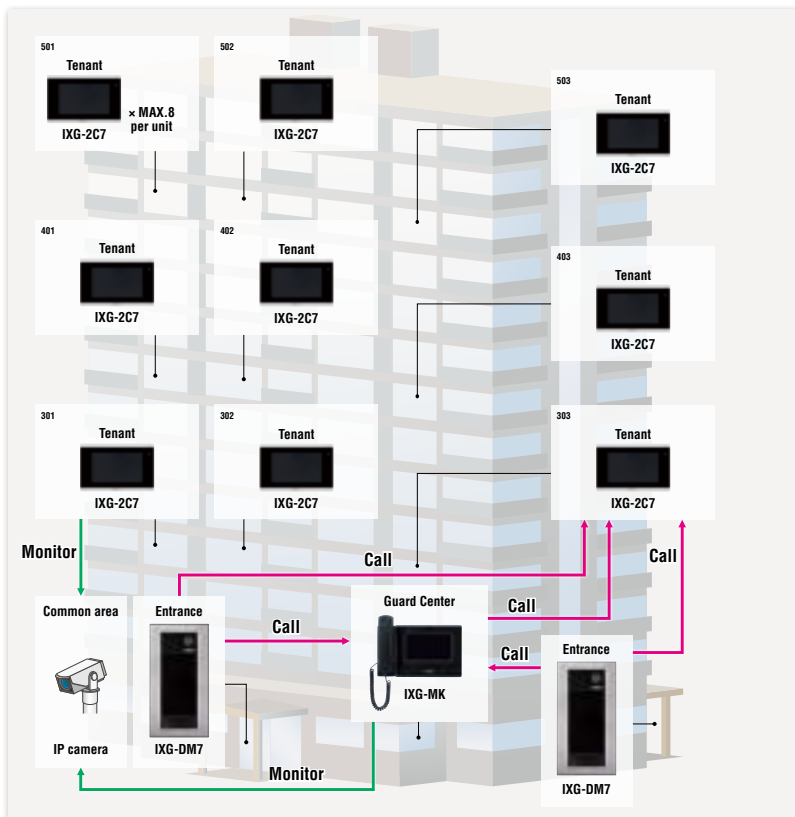 501
Tenant
× MAX.8
per unit
IXG-2C7
502
Tenant
IXG-2C7
503
Tenant
IXG-2C7
401
Tenant
IXG-2C7
402
Tenant
IXG-2C7
403
Tenant
IXG-2C7
301
Tenant
IXG-2C7
302
Tenant
IXG-2C7
303
Tenant
IXG-2C7
Monitor
Call
Call
Common area
IP camera
Entrance
IXG-DM7
Call
Guard Center
IXG-MK
Call
Call
Entrance
IXG-DM7
Monitor